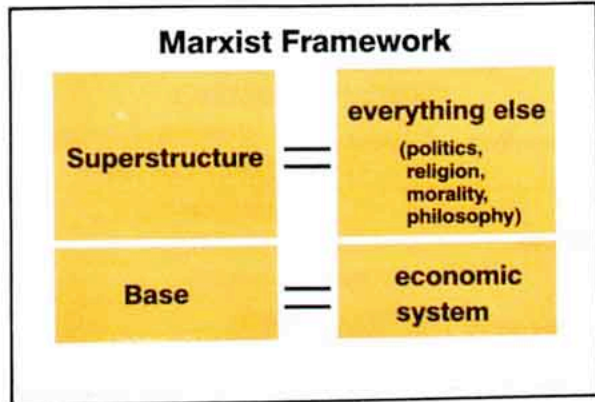 Marxist Framework
Superstructure = everything else
(politics,
religion,
morality,
philosophy)
Base = economic
system